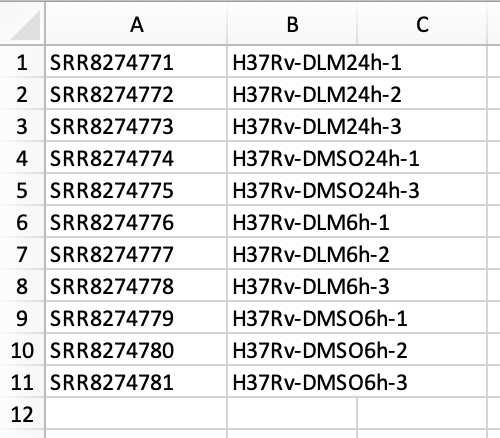 A B C
1 SRR8274771 H37Rv-DLM24h-1
2 SRR8274772 H37Rv-DLM24h-2
3 SRR8274773 H37Rv-DLM24h-3
4 SRR8274774 H37Rv-DMSO24h-1
5 SRR8274775 H37Rv-DMSO24h-3
6 SRR8274776 H37Rv-DLM6h-1
7 SRR8274777 H37Rv-DLM6h-2
8 SRR8274778 H37Rv-DLM6h-3
9 SRR8274779 H37Rv-DMSO6h-1
10 SRR8274780 H37Rv-DMSO6h-2
11 SRR8274781 H37Rv-DMSO6h-3
12